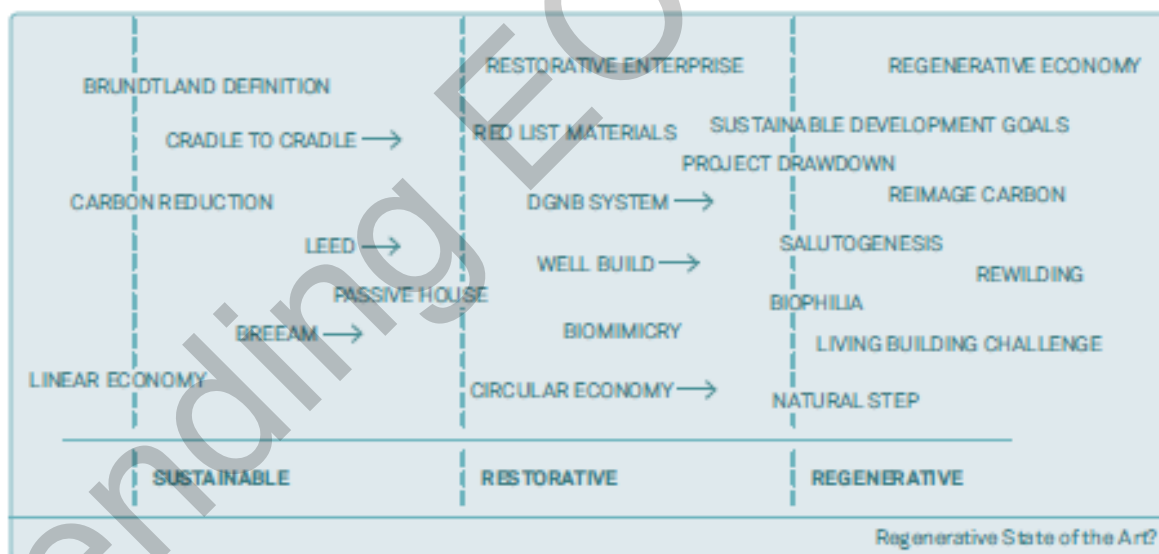 RESTORATIVE ENTERPRISE
REGENERATIVE ECONOMY
BRUNDTLAND DEFINITION
CRADLE TO CRADLE
RED LIST MATERIALS
SUSTAINABLE DEVELOPMENT GOALS
PROJECT DRAWDOWN
CARBON REDUCTION
DGNB SYSTEM
REIMAGE CARBON
LEED
WELL BUILD
SALUTOGENESIS
REWILDING
PASSIVE HOUSE
BIOPHILIA
BREEAM
BIOMIMICRY
LIVING BUILDING CHALLENGE
LINEAR ECONOMY
CIRCULAR ECONOMY
NATURAL STEP
SUSTAINABLE
RESTORATIVE
REGENERATIVE
Regenerative State of the Art?
ending EC